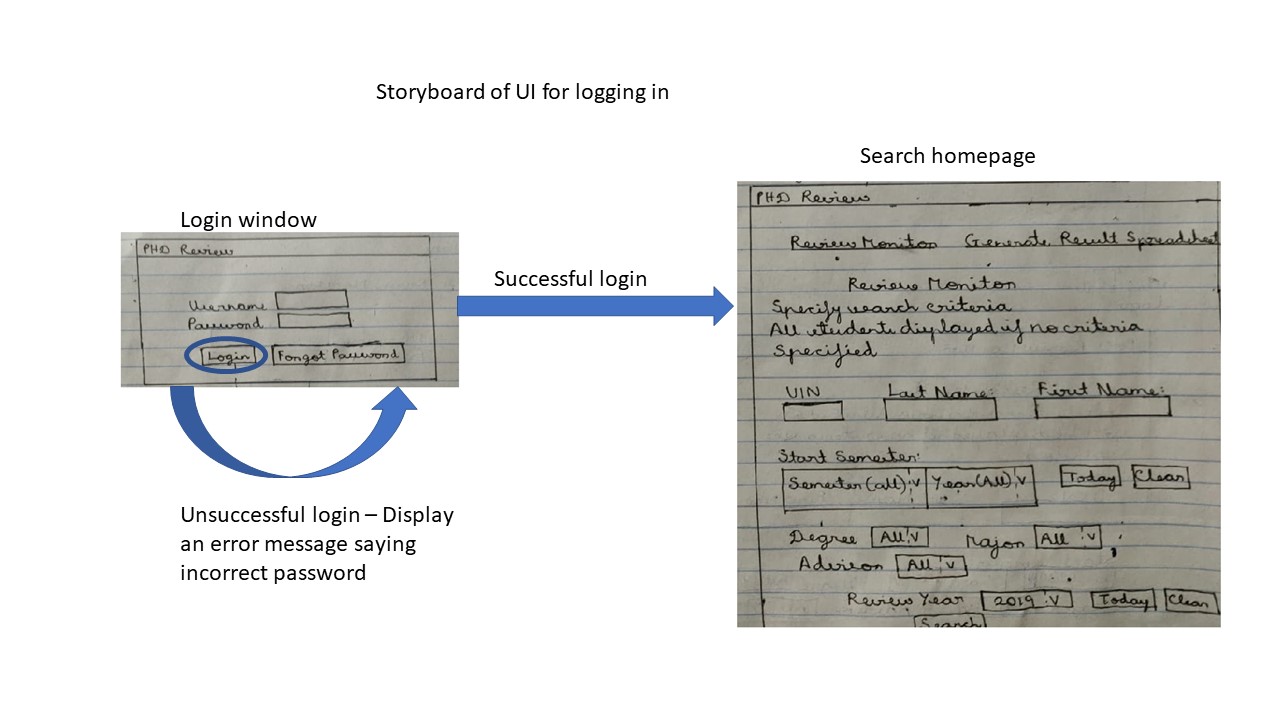 Storyboard of UI for logging in
Login window
PHD Review
Username
Password
Login Forgot Password
Successful login
Unsuccessful login – Display
an error message saying
incorrect password
Search homepage
PHD Review
Review Monitor Generate Result Spreadsheet
Review Monitor
Specify search criteria
All students displayed if no criteria
Specified
UIN Last Name: First Name:
Start Semester:
Semester (all) V Year (All) V Today Clear
Degree All V Major All V
Advisor All V
Review Year 2019 V Today Clear
Search